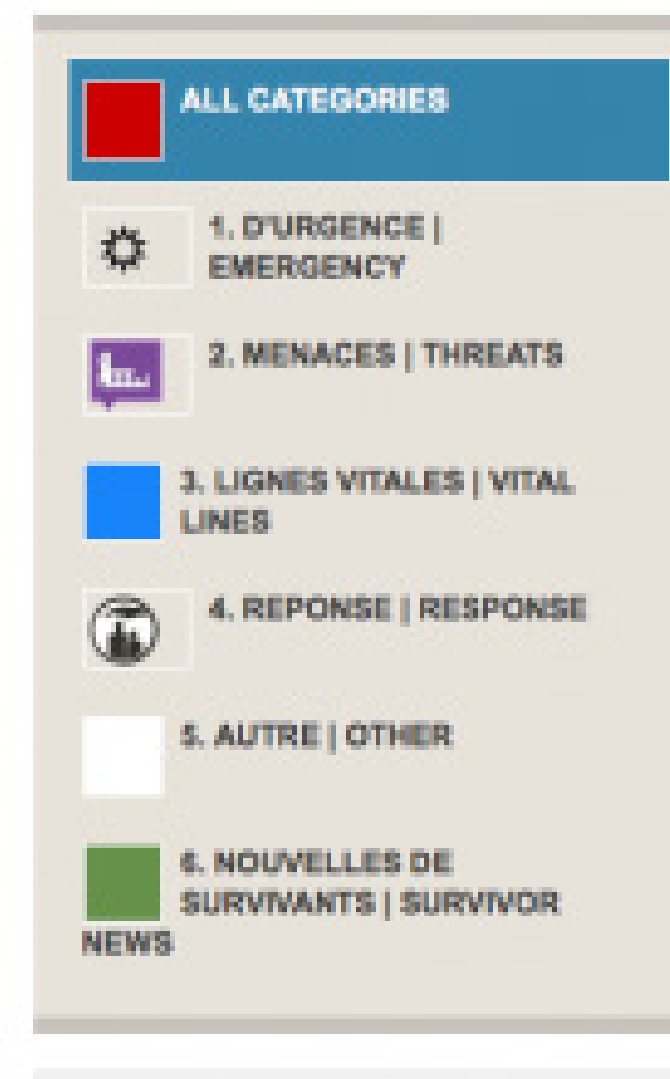 ALL CATEGORIES
1. D'URGENCE |
EMERGENCY
2. MENACES | THREATS
3. LIGNES VITALES | VITAL
LINES
4. REPONSE | RESPONSE
5. AUTRE | OTHER
6. NOUVELLES DE
SURVIVANTS | SURVIVOR
NEWS